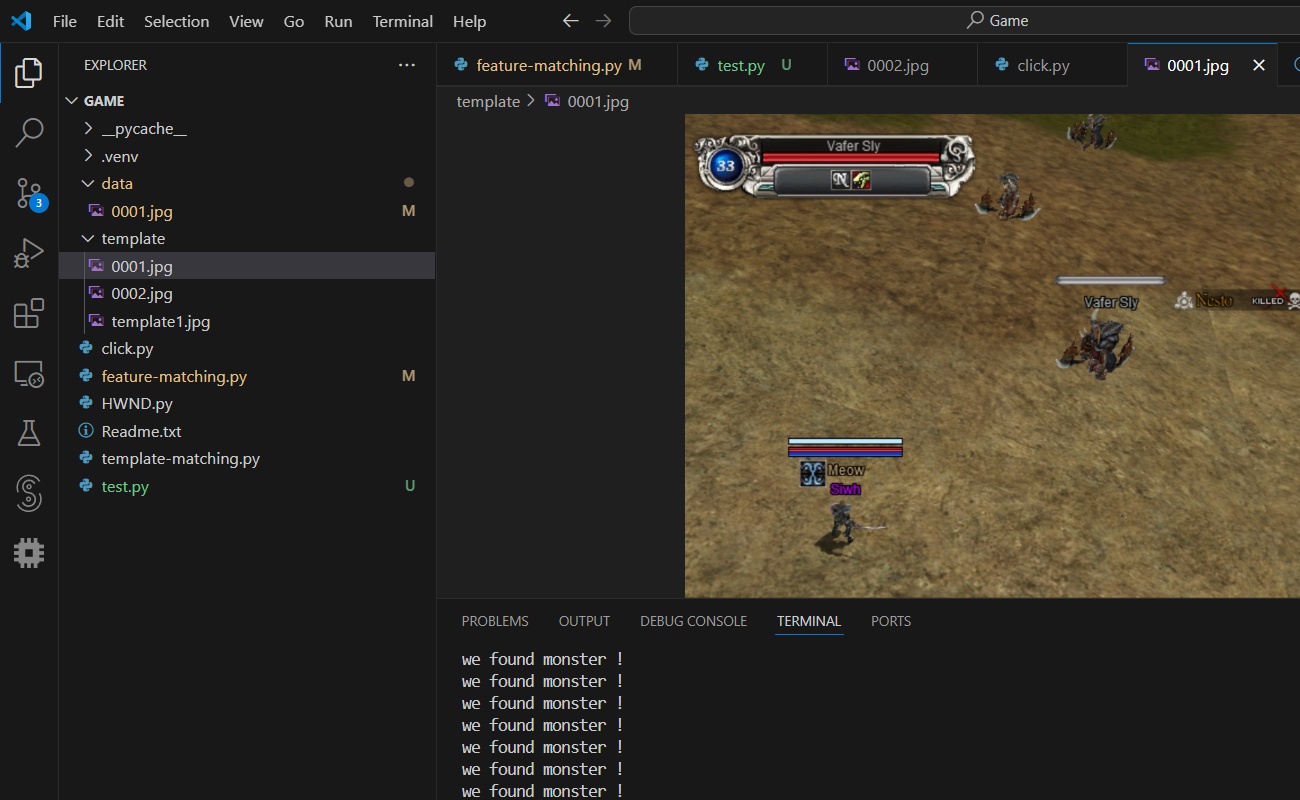 File Edit Selection View Go Run Terminal Help Game
EXPLORER
feature-matching.py M test.py U 0002.jpg click.py 0001.jpg
GAME
__pycache__
.venv
data
0001.jpg M
template
0001.jpg
0002.jpg
template1.jpg
click.py
feature-matching.py M
HWND.py
Readme.txt
template-matching.py
test.py U
3
template > 0001.jpg
Vafer Sly
33
N
Vafer Sly
Nesto KILLED
Meow
Siwh
PROBLEMS OUTPUT DEBUG CONSOLE TERMINAL PORTS
we found monster !
we found monster !
we found monster !
we found monster !
we found monster !
we found monster !
we found monster !